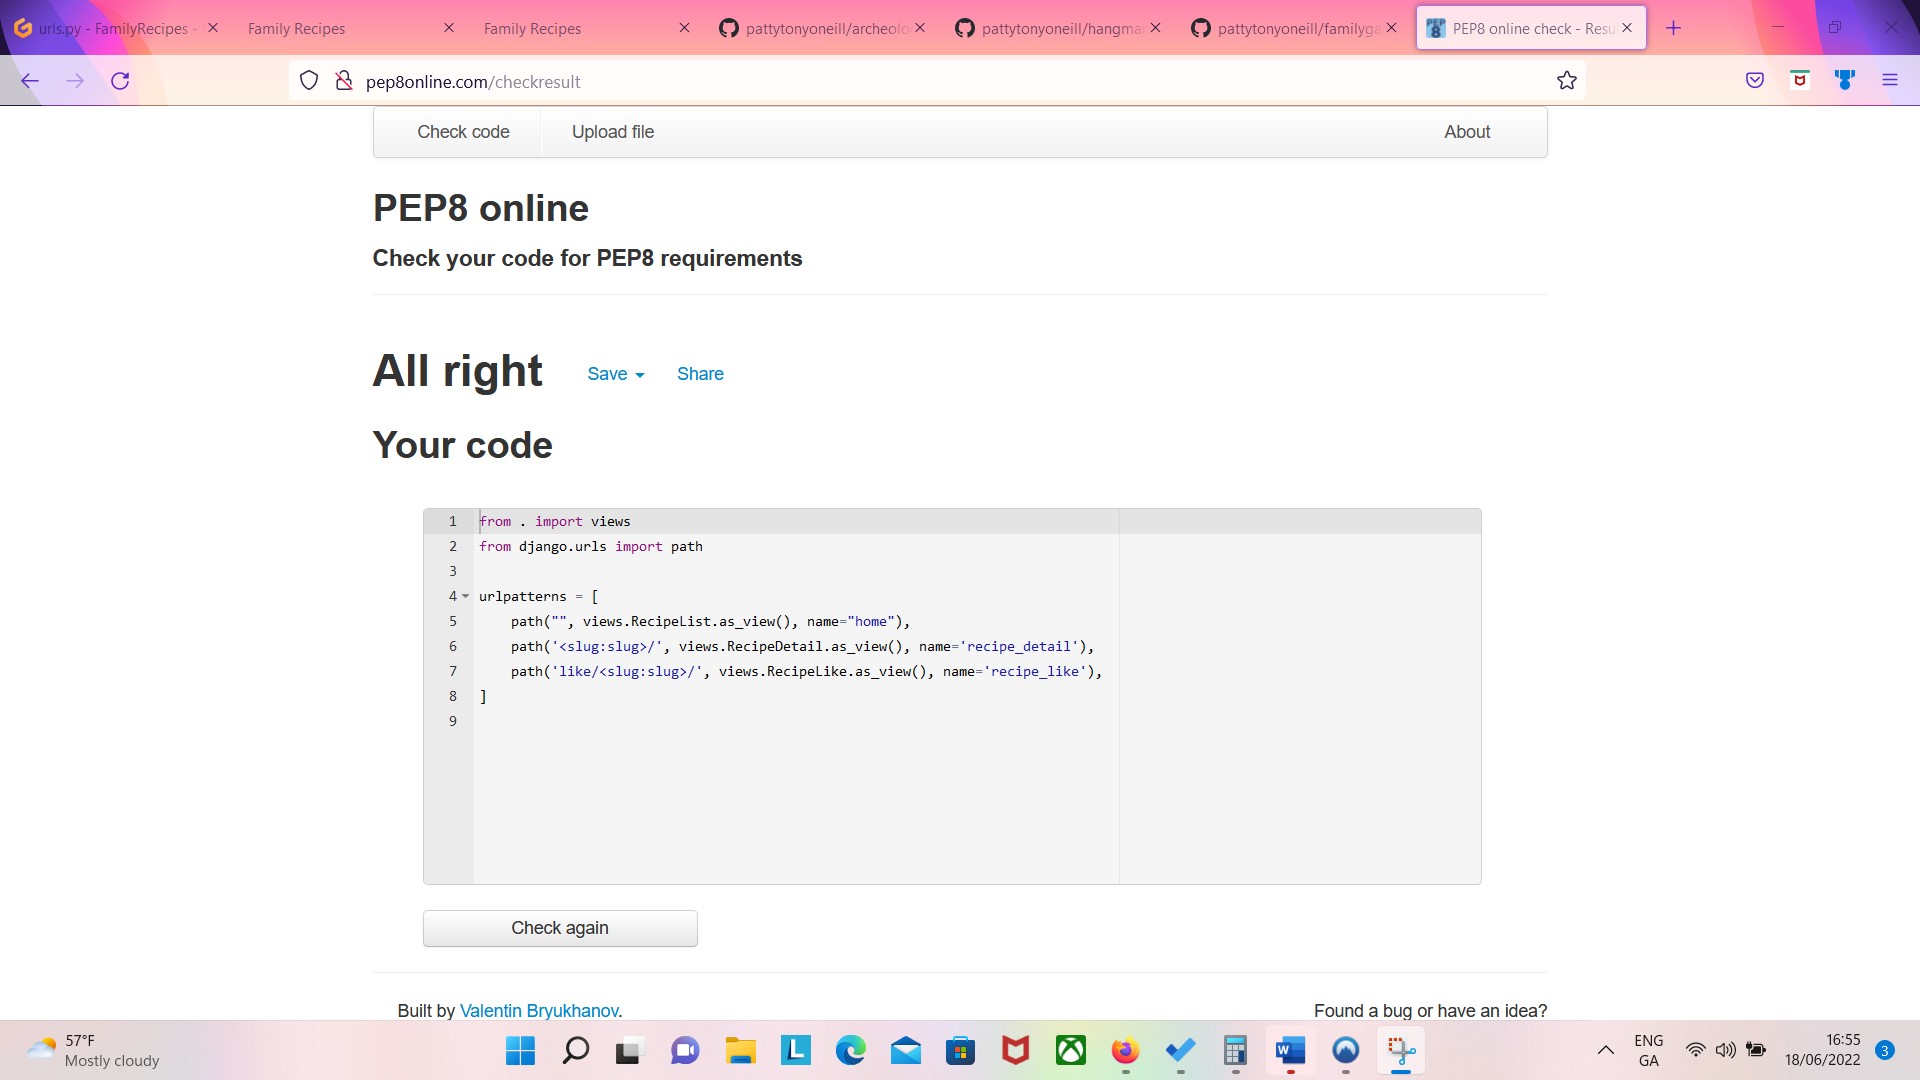 urls.py - FamilyRecipes -
Family Recipes
Family Recipes
pattytonyoneill/archeolo
pattytonyoneill/hangma
pattytonyoneill/familyga
PEP8 online check - Resu
pep8online.com/checkresult
Check code
Upload file
About
PEP8 online
Check your code for PEP8 requirements
All right
Save
Share
Your code
1 from . import views
2 from django.urls import path
3
4 urlpatterns = [
5 path("", views.RecipeList.as_view(), name="home"),
6 path('<slug:slug>/', views.RecipeDetail.as_view(), name='recipe_detail'),
7 path('like/<slug:slug>/', views.RecipeLike.as_view(), name='recipe_like'),
8 ]
9
Check again
Built by Valentin Bryukhanov.
Found a bug or have an idea?
57°F
Mostly cloudy
ENG
GA
16:55
18/06/2022
3